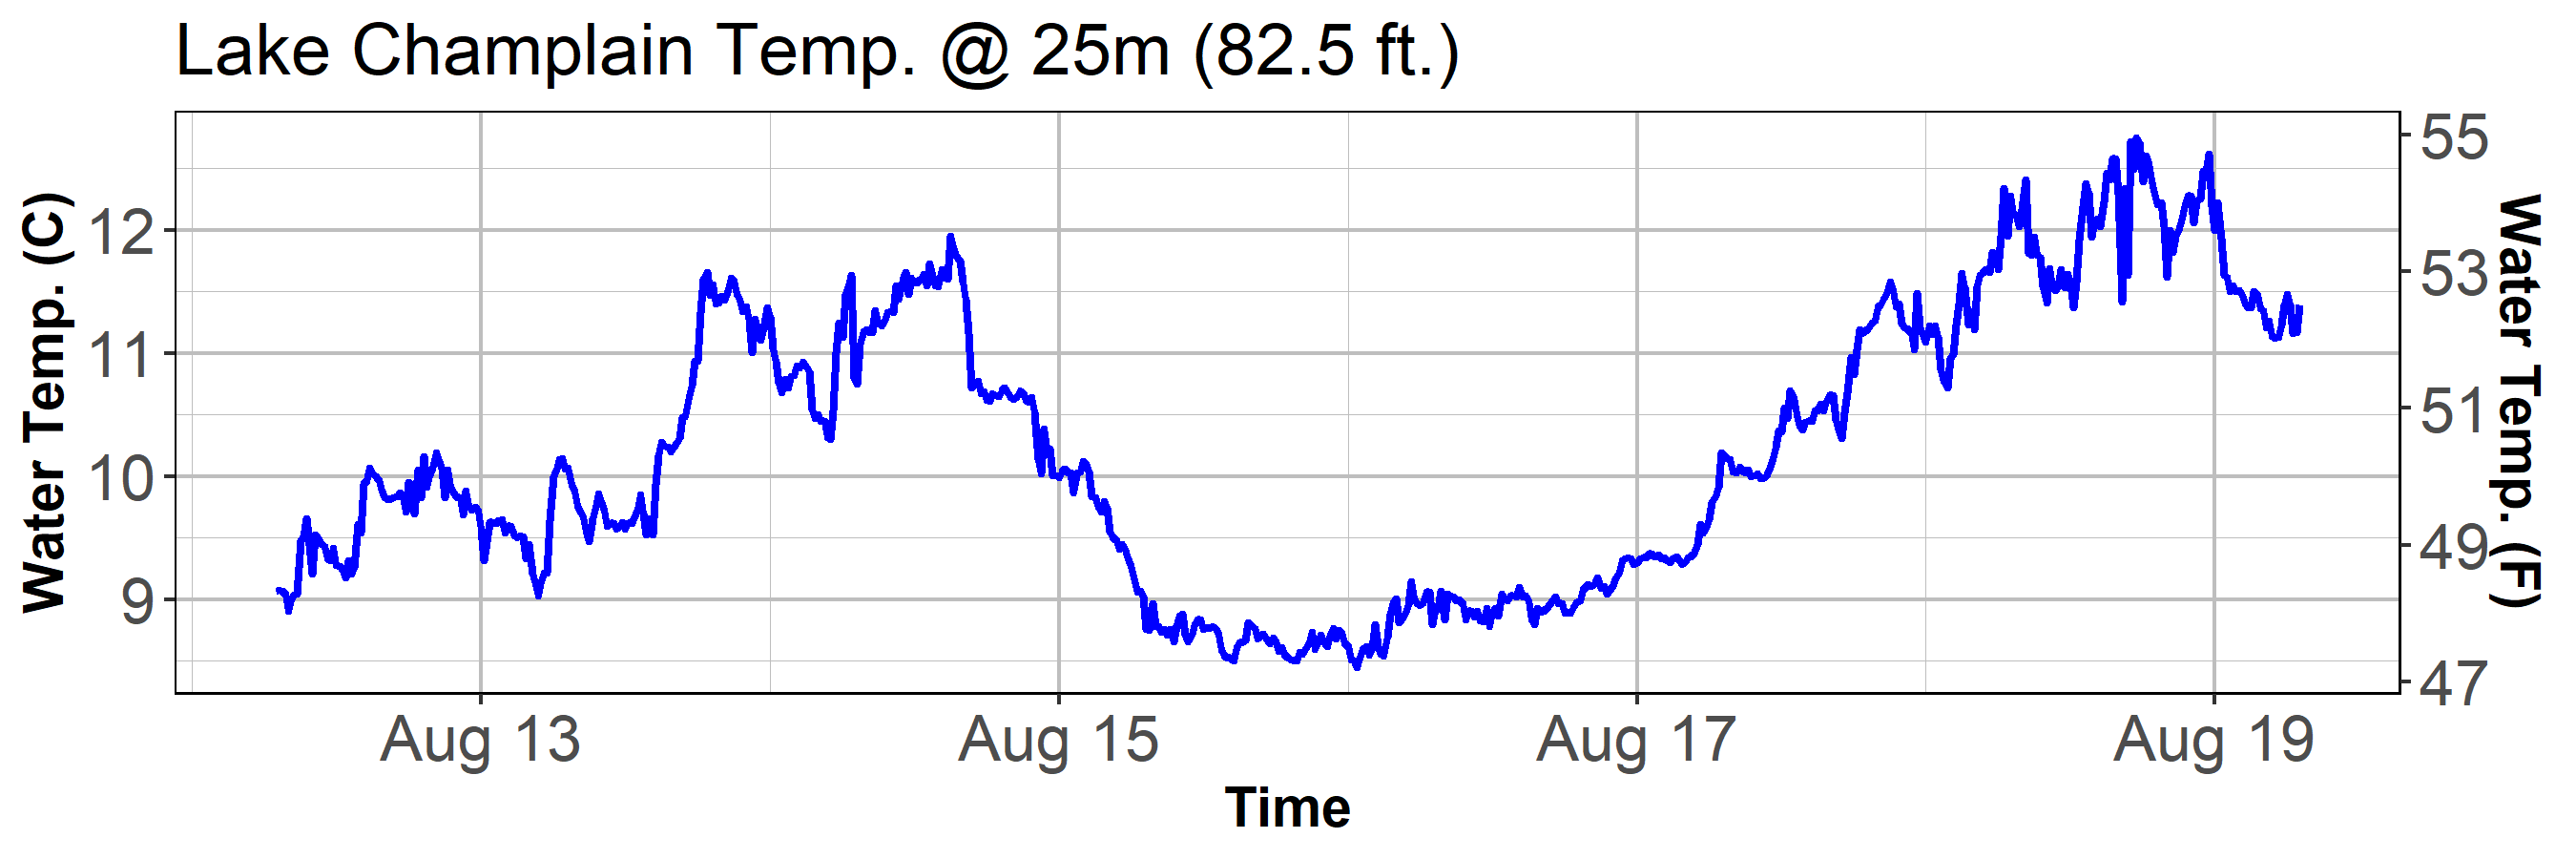 Lake Champlain Temp. @ 25m (82.5 ft.)
Water Temp. (C)
12
11
10
9
55
53
51
49
47
Water Temp. (F)
Aug 13 Aug 15 Aug 17 Aug 19
Time